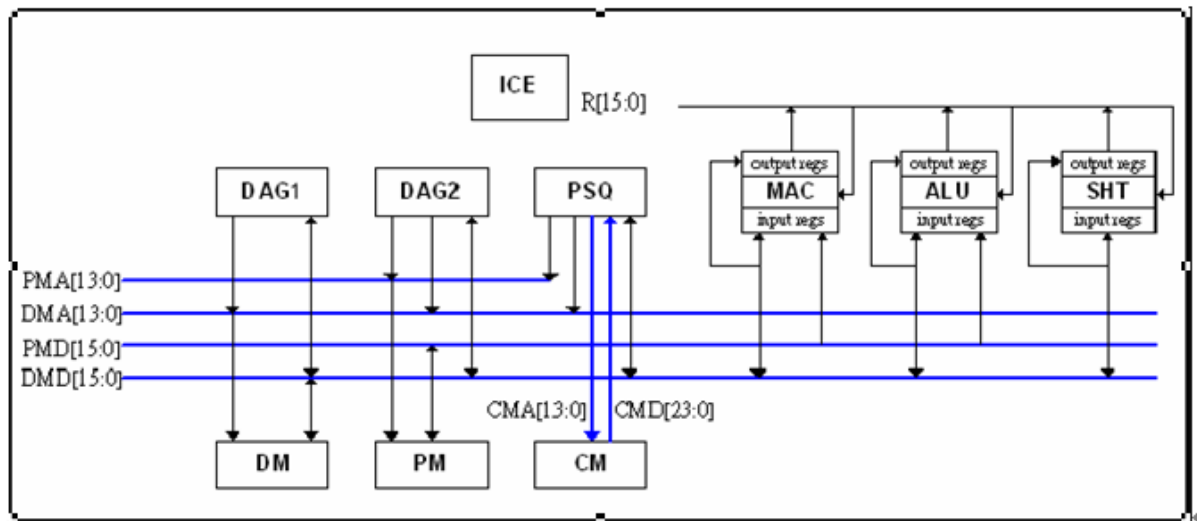 ICE
R[15:0]
output regs
output regs
output regs
MAC
ALU
SHT
input regs
input regs
input regs
DAG1
DAG2
PSQ
PMA[13:0]
DMA[13:0]
PMD[15:0]
DMD[15:0]
CMA[13:0]
CMD[23:0]
DM
PM
CM